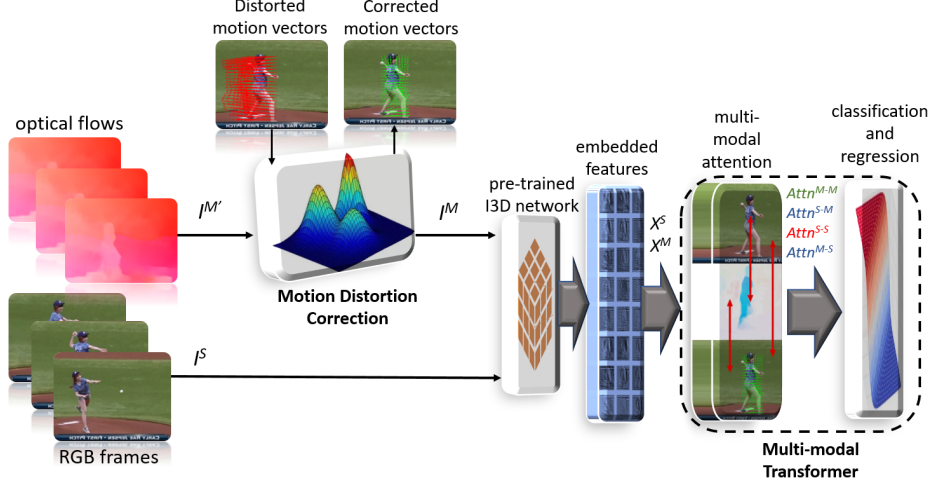 Distorted
motion vectors
Corrected
motion vectors
optical flows
I^M'
I^M
Motion Distortion
Correction
I^S
RGB frames
pre-trained
I3D network
embedded
features
X^S
X^M
multi-
modal
attention
classification
and
regression
Attn^M-M
Attn^S-M
Attn^S-S
Attn^M-S
Multi-modal
Transformer